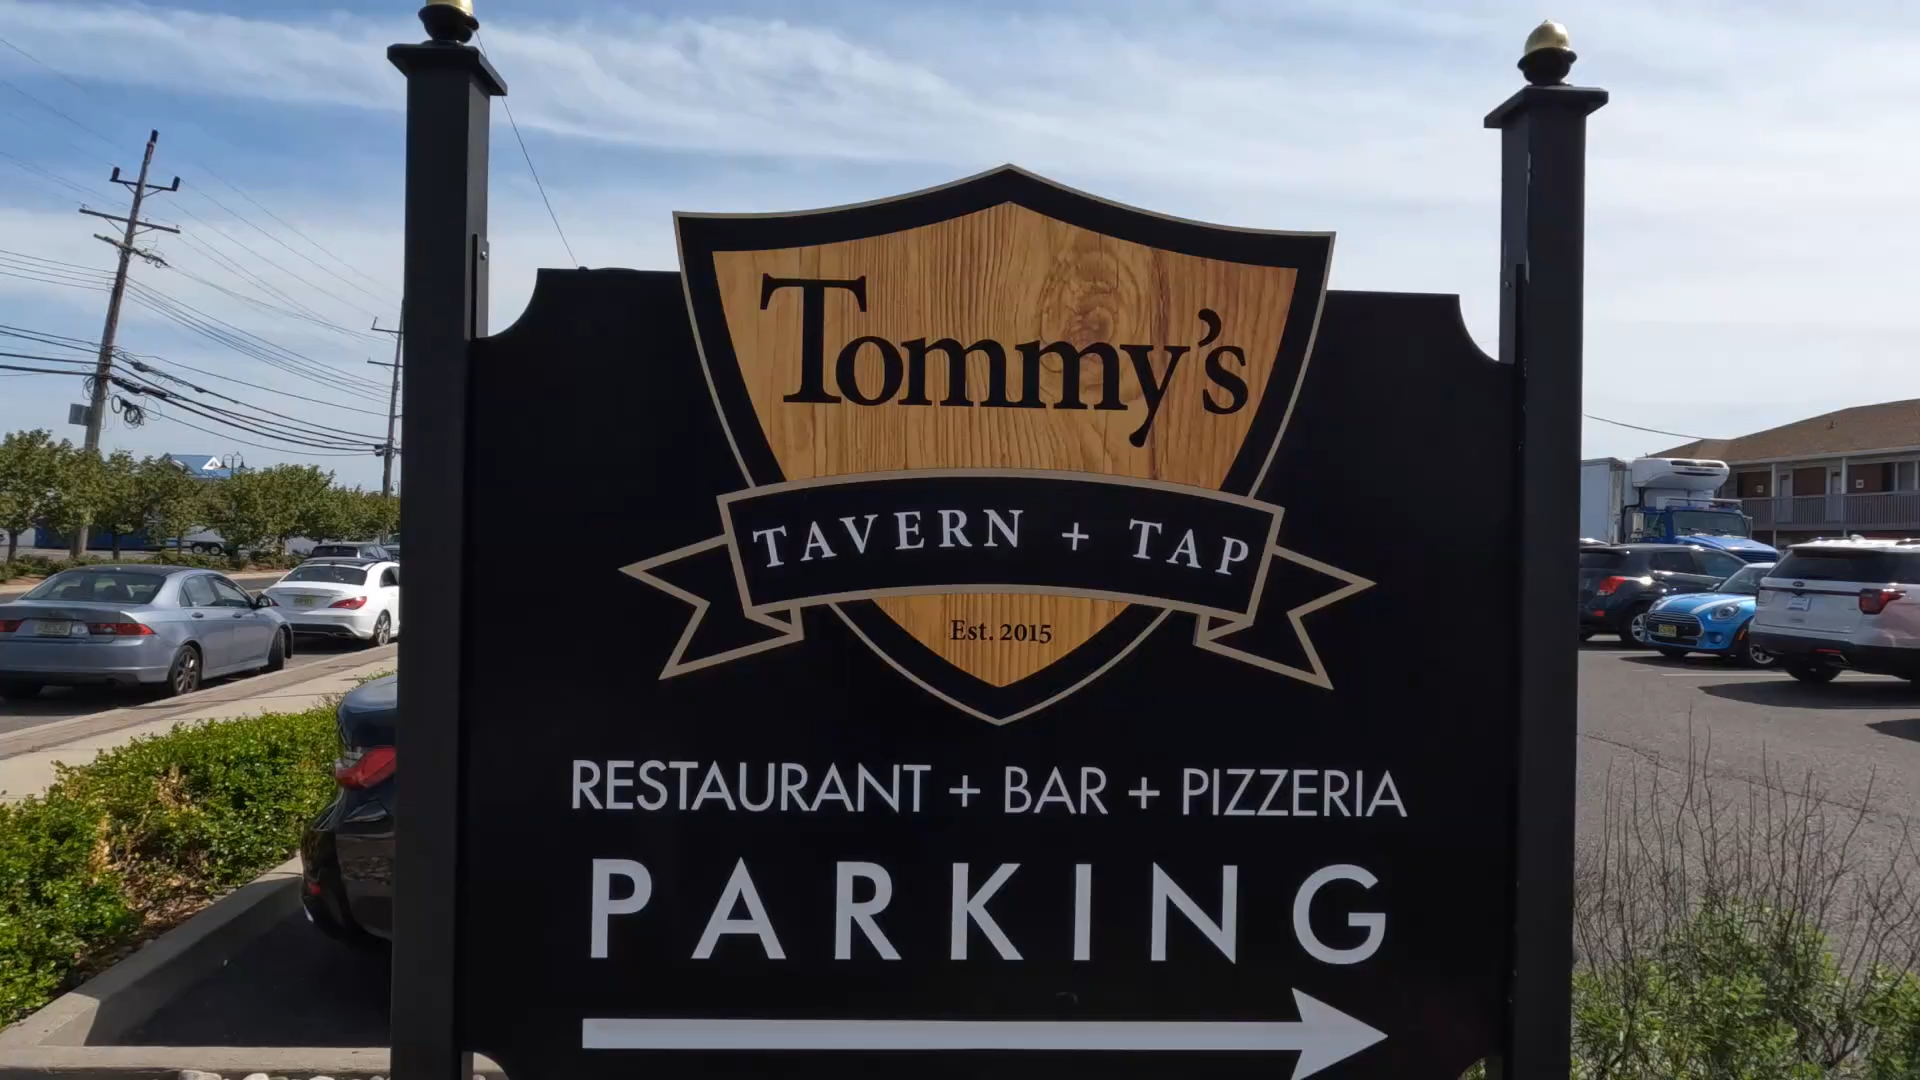 Tommy's
TAVERN + TAP
Est. 2015
RESTAURANT + BAR + PIZZERIA
PARKING